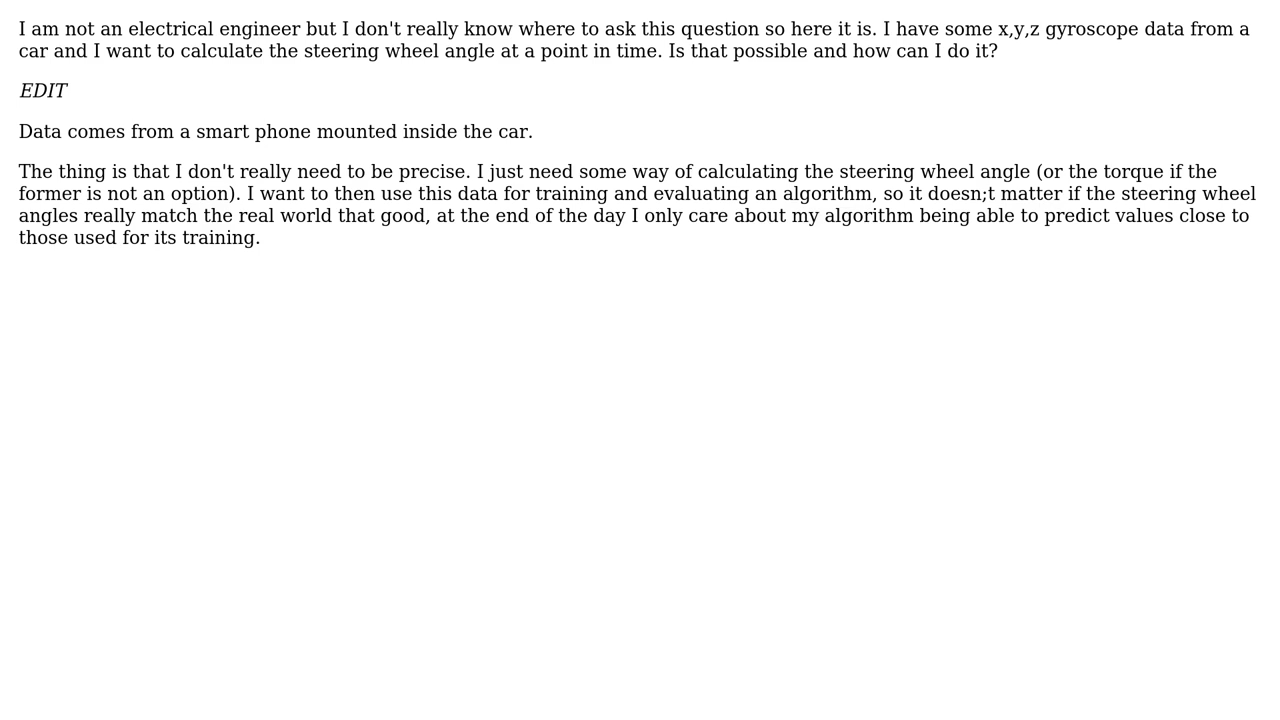 I am not an electrical engineer but I don't really know where to ask this question so here it is. I have some x,y,z gyroscope data from a
car and I want to calculate the steering wheel angle at a point in time. Is that possible and how can I do it?
EDIT
Data comes from a smart phone mounted inside the car.
The thing is that I don't really need to be precise. I just need some way of calculating the steering wheel angle (or the torque if the
former is not an option). I want to then use this data for training and evaluating an algorithm, so it doesn;t matter if the steering wheel
angles really match the real world that good, at the end of the day I only care about my algorithm being able to predict values close to
those used for its training.